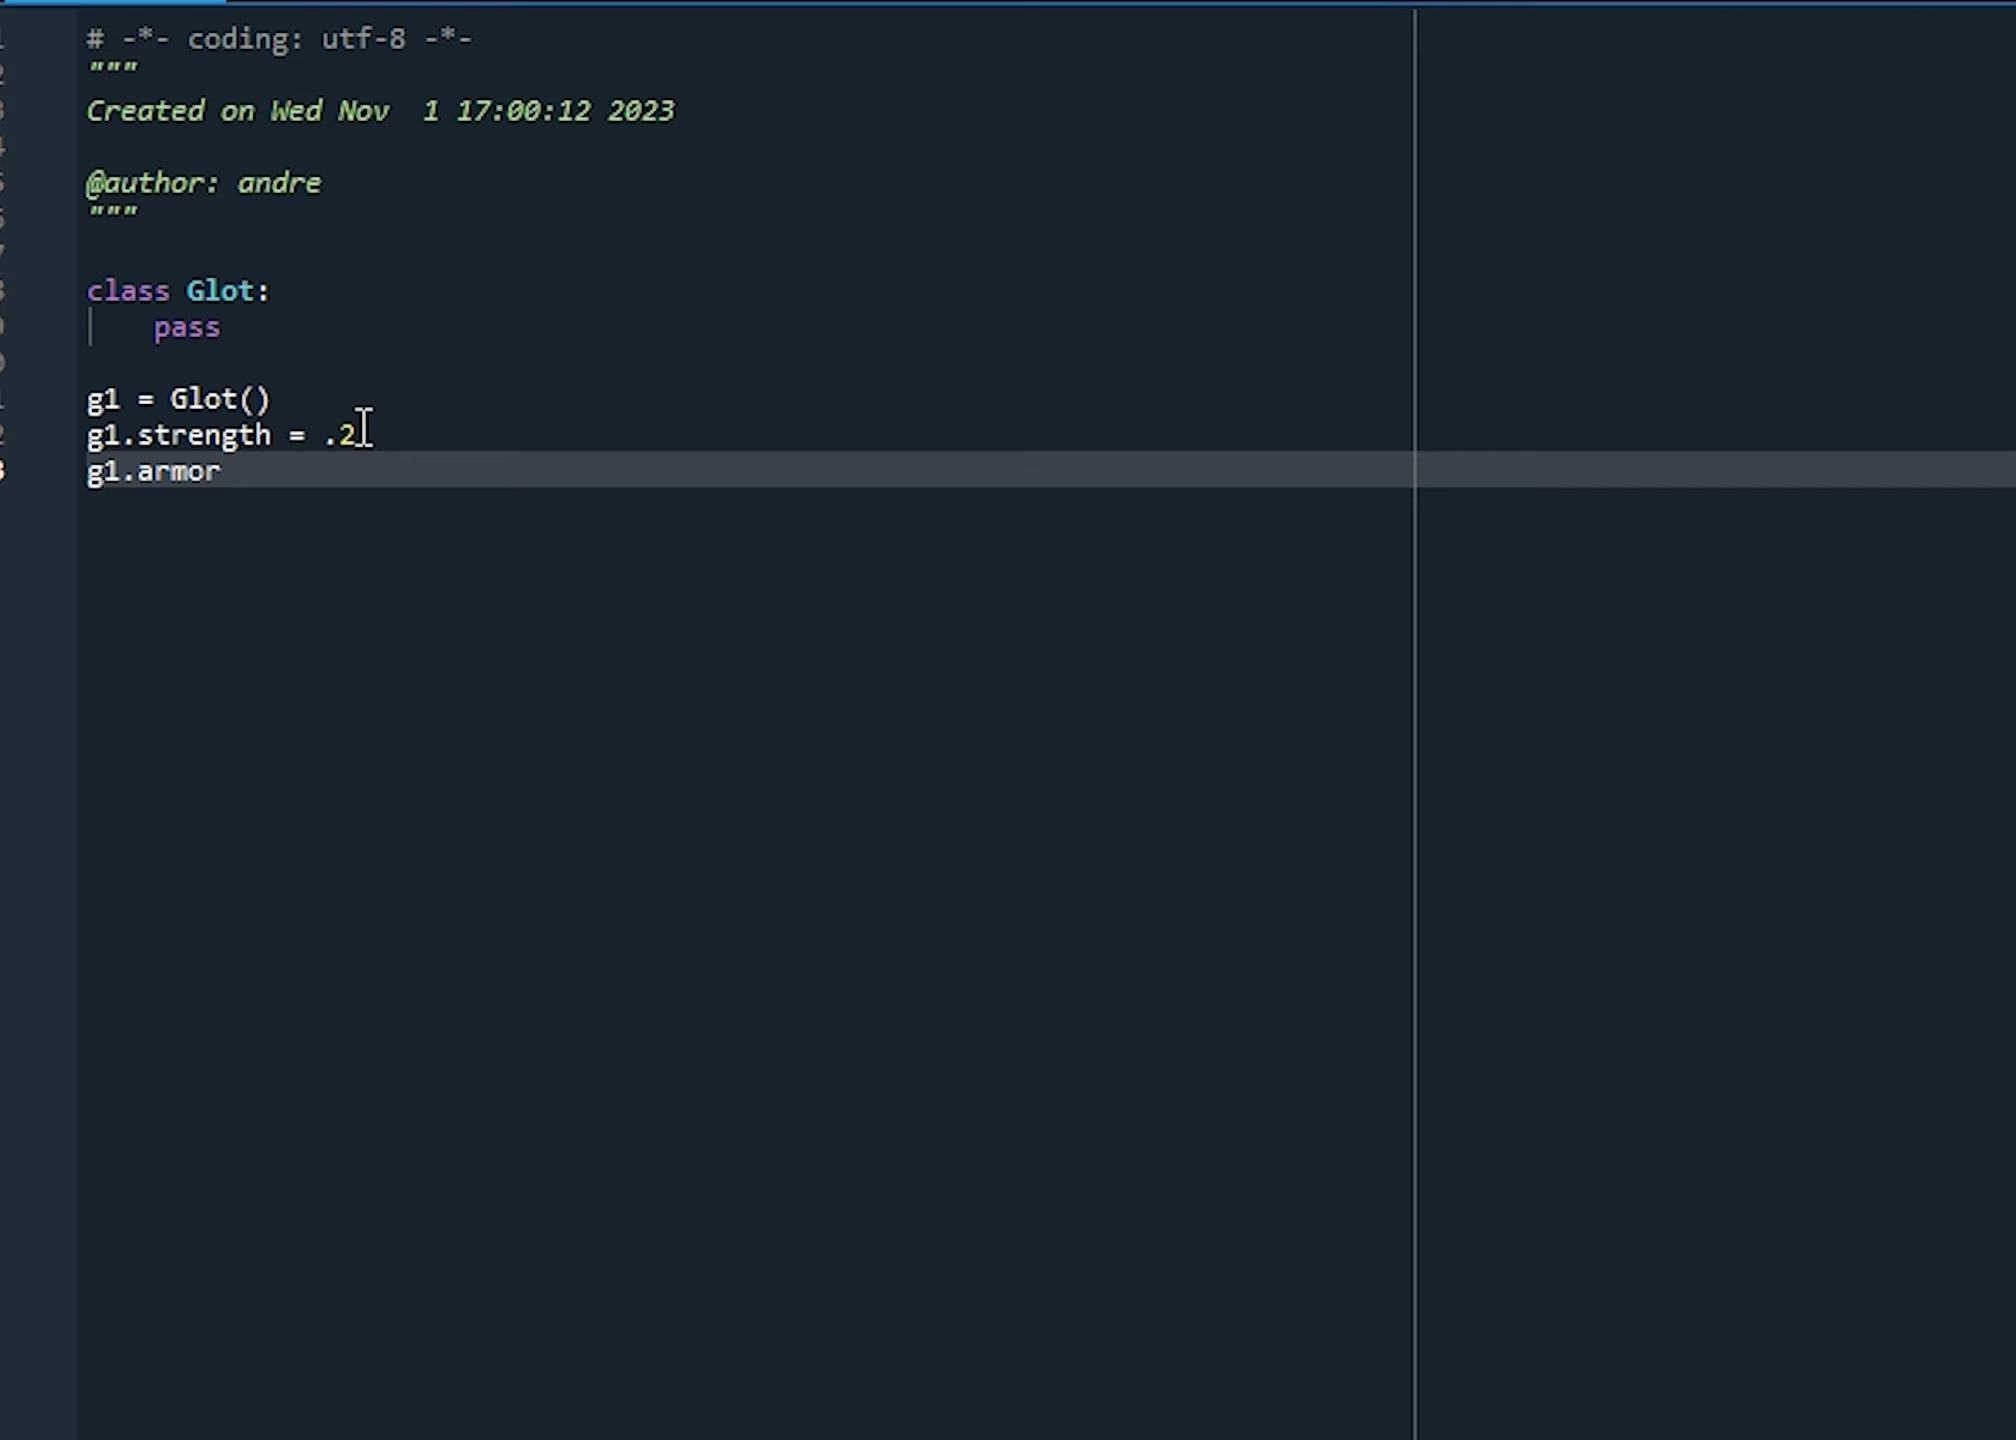 # -*- coding: utf-8 -*-
"""
Created on Wed Nov  1 17:00:12 2023
@author: andre
"""
class Glot:
    pass
g1 = Glot()
g1.strength = .2
g1.armor